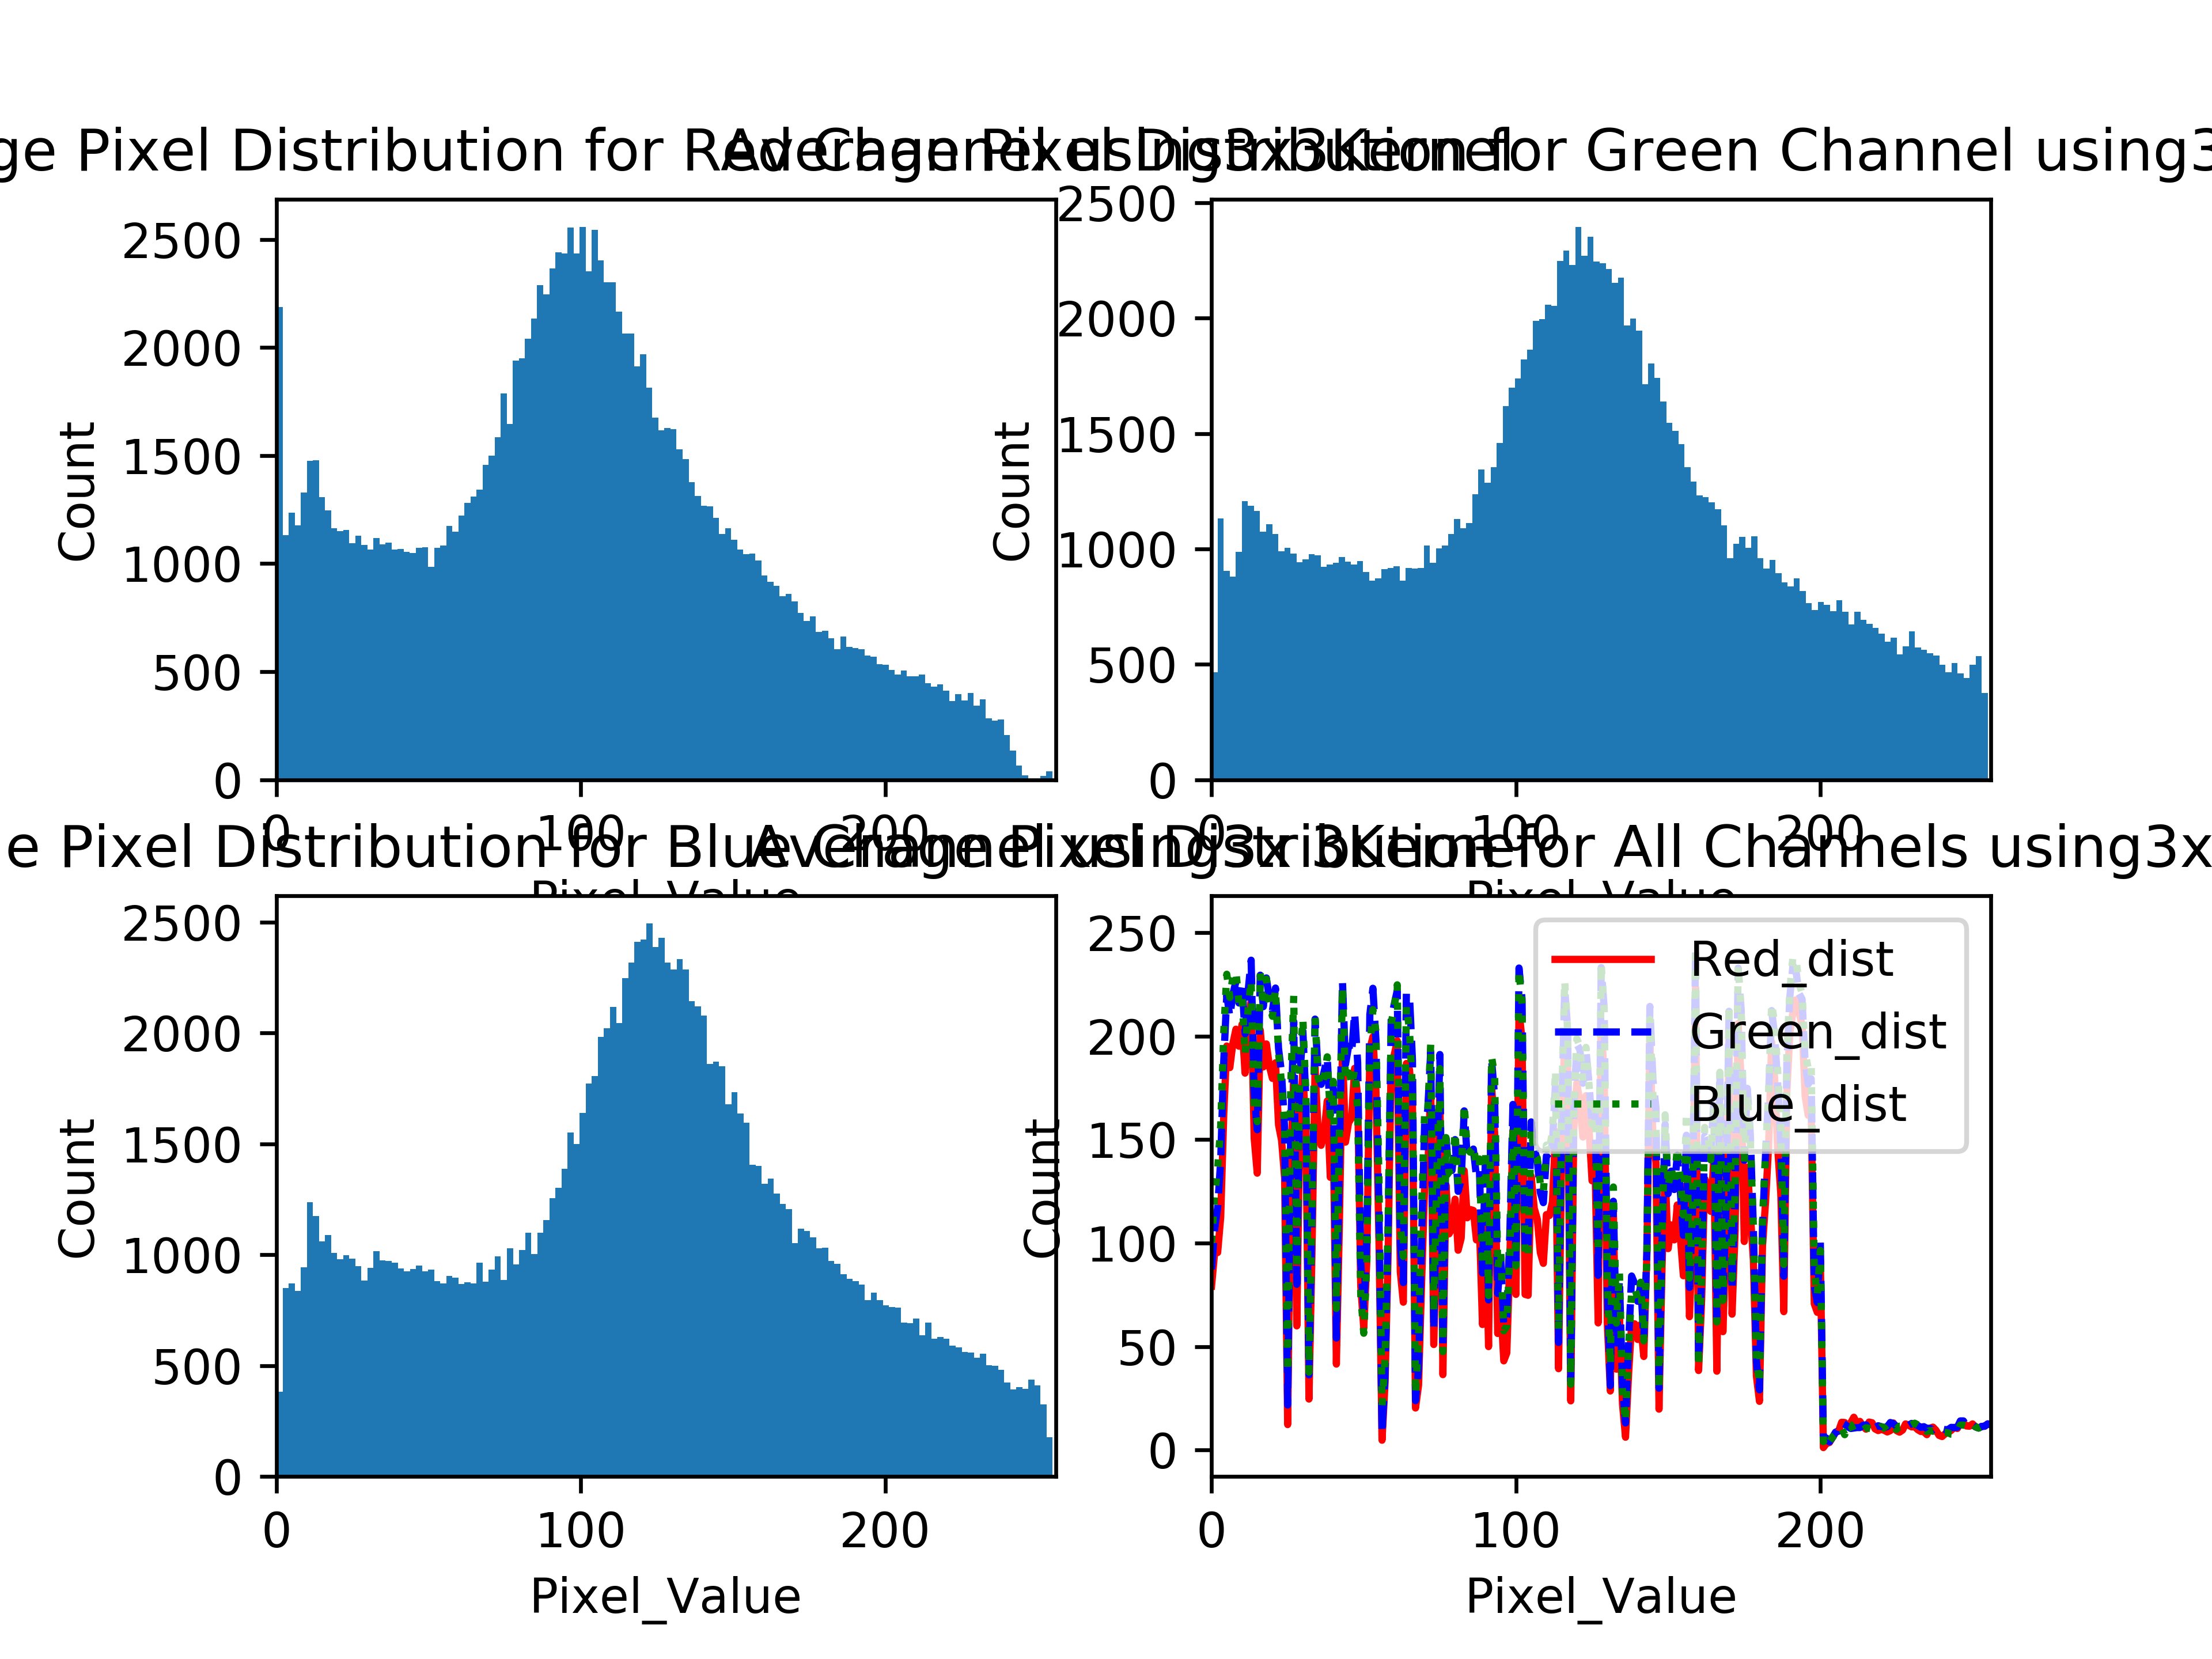 ge Pixel Distribution for Red Channel using3x3Kernel
Average Pixel Distribution for Green Channel using3
2500
2000
1500
1000
500
0
Count
0
100
200
Pixel_Value
2500
2000
1500
1000
500
0
Count
0
100
200
Pixel_Value
e Pixel Distribution for Blue Channel using3x3Kernel
Average Pixel Distribution for All Channels using3x
2500
2000
1500
1000
500
0
Count
0
100
200
Pixel_Value
250
200
150
100
50
0
Count
0
100
200
Pixel_Value
Red_dist
Green_dist
Blue_dist